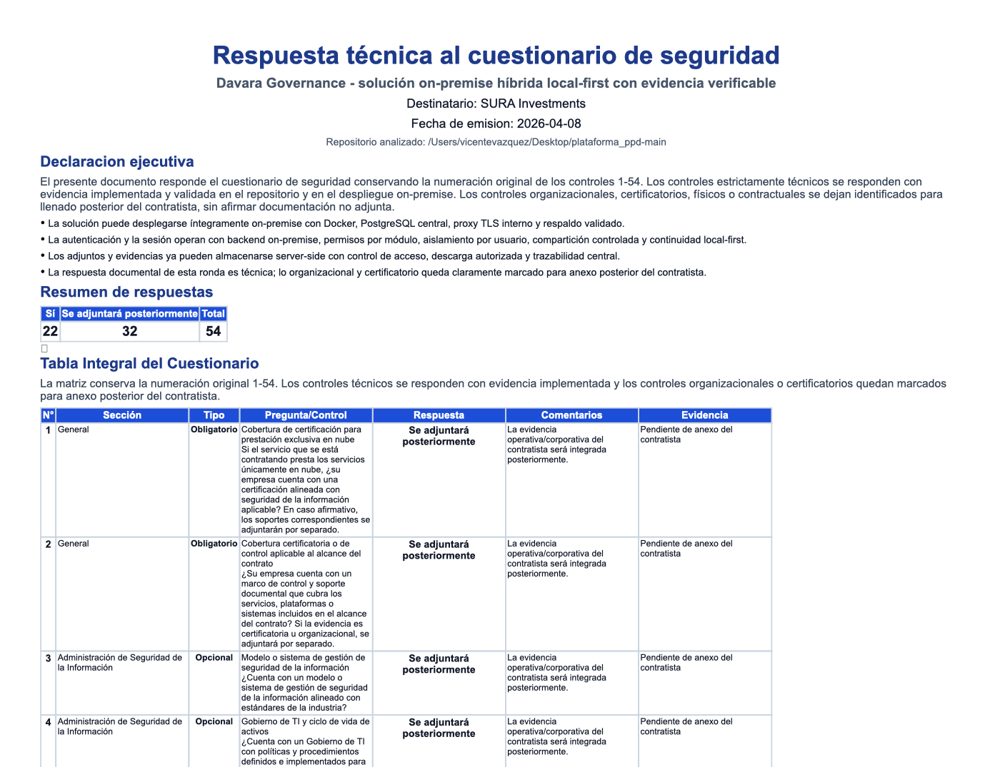 Respuesta técnica al cuestionario de seguridad
Davara Governance - solución on-premise híbrida local-first con evidencia verificable
Destinatario: SURA Investments
Fecha de emision: 2026-04-08
Repositorio analizado: /Users/vicentevazquez/Desktop/plataforma_ppd-main
Declaracion ejecutiva
El presente documento responde el cuestionario de seguridad conservando la numeración original de los controles 1-54. Los controles estrictamente técnicos se responden con
evidencia implementada y validada en el repositorio y en el despliegue on-premise. Los controles organizacionales, certificatorios, físicos o contractuales se dejan identificados para
llenado posterior del contratista, sin afirmar documentación no adjunta.
• La solución puede desplegarse íntegramente on-premise con Docker, PostgreSQL central, proxy TLS interno y respaldo validado.
• La autenticación y la sesión operan con backend on-premise, permisos por módulo, aislamiento por usuario, compartición controlada y continuidad local-first.
• Los adjuntos y evidencias ya pueden almacenarse server-side con control de acceso, descarga autorizada y trazabilidad central.
• La respuesta documental de esta ronda es técnica; lo organizacional y certificatorio queda claramente marcado para anexo posterior del contratista.
Resumen de respuestas
Sí Se adjuntará posteriormente Total
22 32 54
Tabla Integral del Cuestionario
La matriz conserva la numeración original 1-54. Los controles técnicos se responden con evidencia implementada y los controles organizacionales o certificatorios quedan marcados
para anexo posterior del contratista.
N° Sección Tipo Pregunta/Control Respuesta Comentarios Evidencia
1 General Obligatorio Cobertura de certificación para Se adjuntará La evidencia Pendiente de anexo del
prestación exclusiva en nube posteriormente operativa/corporativa del contratista
Si el servicio que se está contratista será integrada
contratando presta los servicios posteriormente.
únicamente en nube, ¿su
empresa cuenta con una
certificación alineada con
seguridad de la información
aplicable? En caso afirmativo,
los soportes correspondientes se
adjuntarán por separado.
2 General Obligatorio Cobertura certificatoria o de Se adjuntará La evidencia Pendiente de anexo del
control aplicable al alcance del posteriormente operativa/corporativa del contratista
contrato contratista será integrada
¿Su empresa cuenta con un posteriormente.
marco de control y soporte
documental que cubra los
servicios, plataformas o
sistemas incluidos en el alcance
del contrato? Si la evidencia es
certificatoria u organizacional, se
adjuntará por separado.
3 Administración de Seguridad de Opcional Modelo o sistema de gestión de Se adjuntará La evidencia Pendiente de anexo del
la Información seguridad de la información posteriormente operativa/corporativa del contratista
¿Cuenta con un modelo o contratista será integrada
sistema de gestión de seguridad posteriormente.
de la información alineado con
estándares de la industria?
4 Administración de Seguridad de Opcional Gobierno de TI y ciclo de vida de Se adjuntará La evidencia Pendiente de anexo del
la Información activos posteriormente operativa/corporativa del contratista
¿Cuenta con un Gobierno de TI contratista será integrada
con políticas y procedimientos posteriormente.
definidos e implementados para